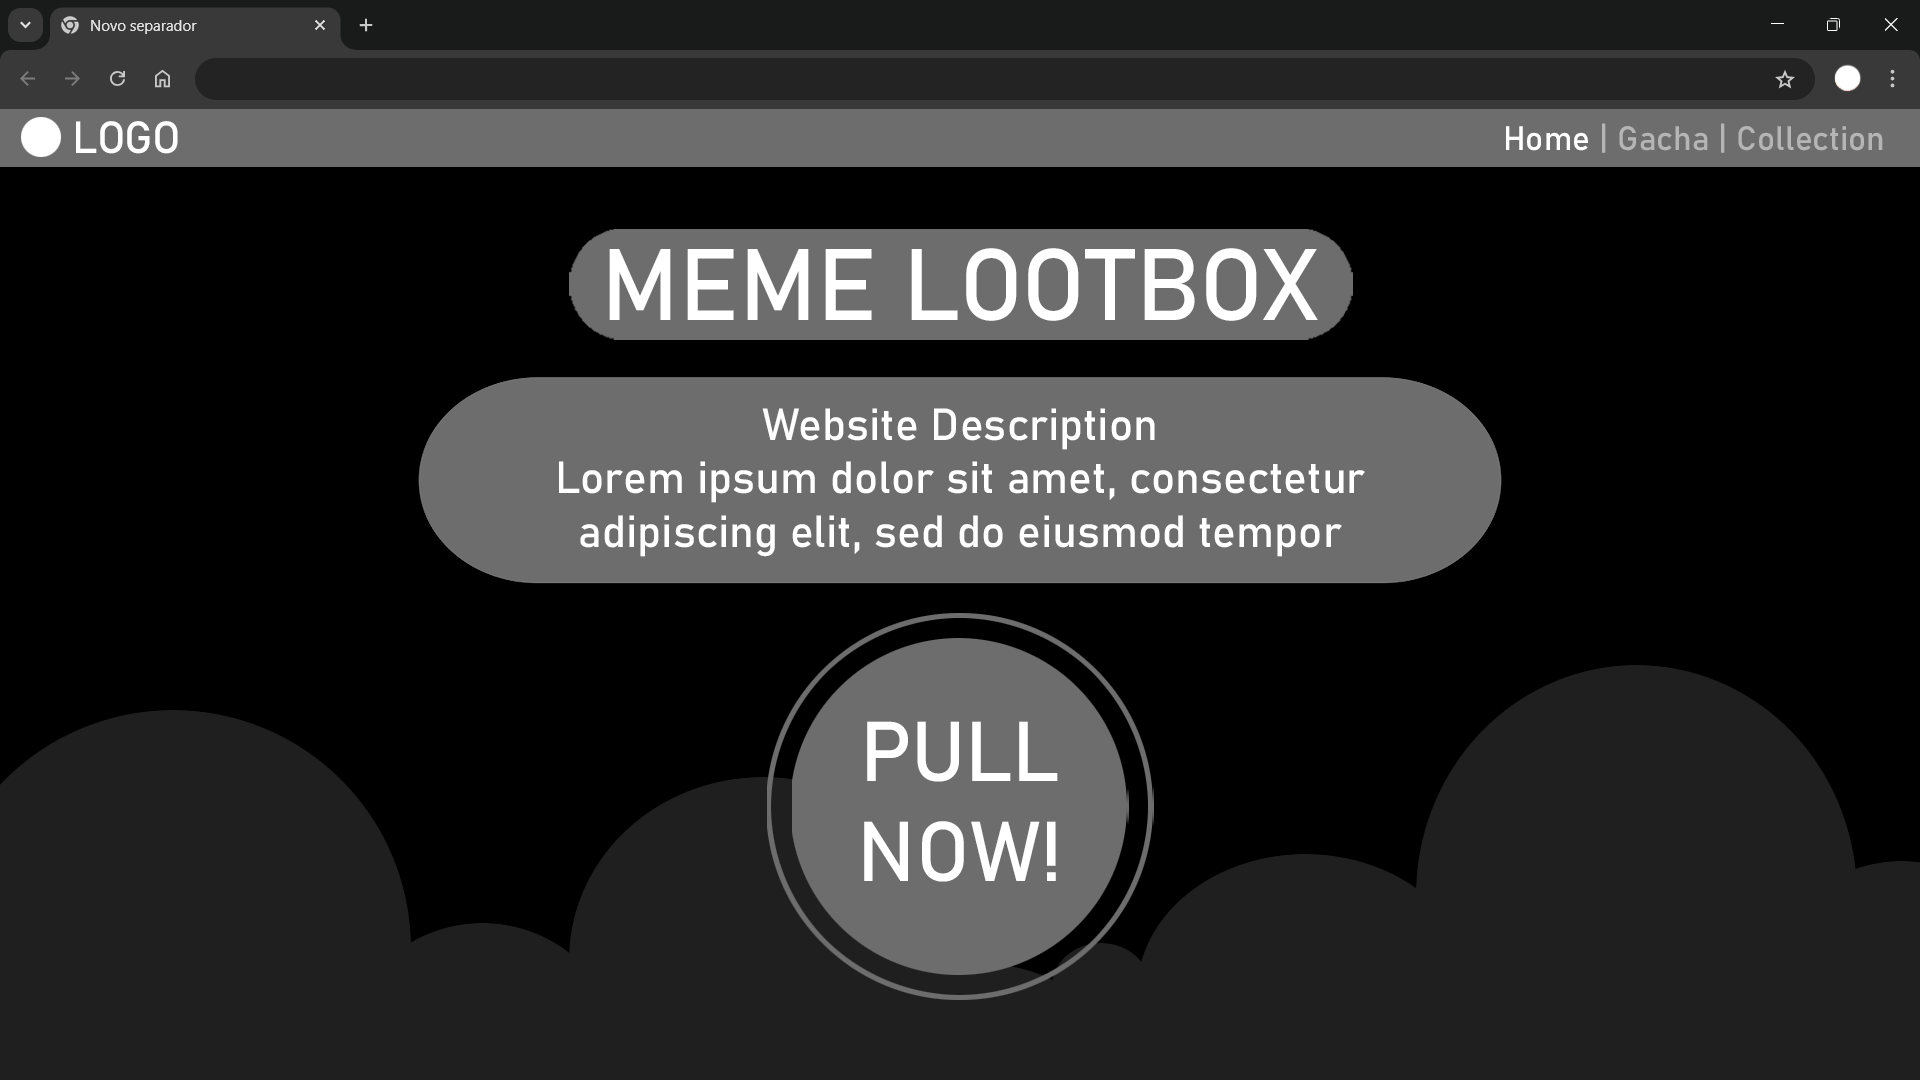 Novo separador
LOGO
Home | Gacha | Collection
MEME LOOTBOX
Website Description
Lorem ipsum dolor sit amet, consectetur
adipiscing elit, sed do eiusmod tempor
PULL
NOW!